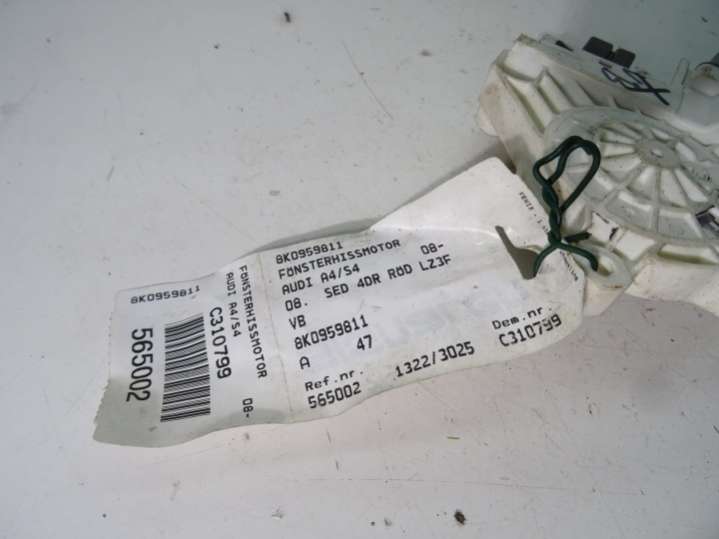 8K0959811
FÖNSTERHISSMOTOR
AUDI A4/S4 08-
08. SED 4DR RÖD LZ3F
VB
8K0959811
A 47
Ref.nr. Dem.nr.
565002 1322/3025 C310799
8K0959811
FÖNSTERHISSMOTOR
AUDI A4/S4 08-
C310799
565002